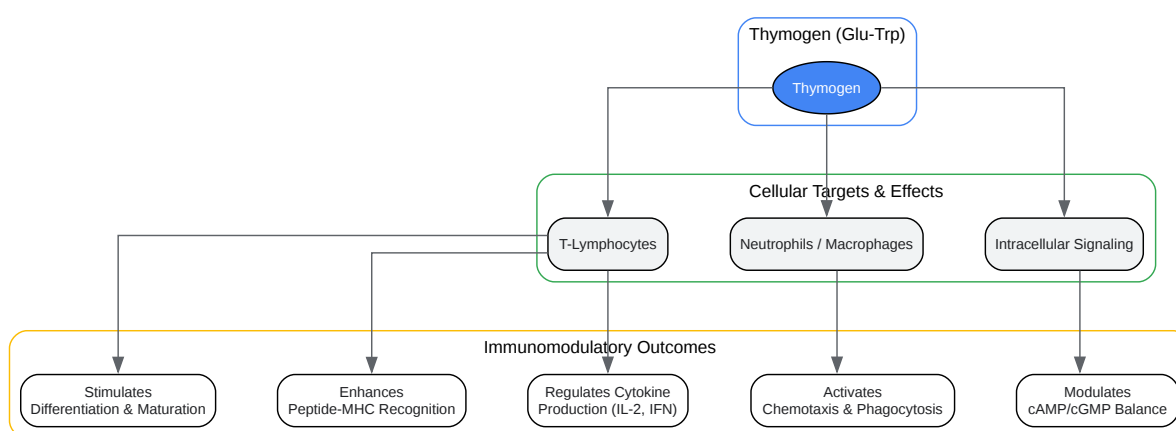 Thymogen (Glu-Trp)
Thymogen
Cellular Targets & Effects
T-Lymphocytes
Neutrophils / Macrophages
Intracellular Signaling
Immunomodulatory Outcomes
Stimulates
Differentiation & Maturation
Enhances
Peptide-MHC Recognition
Regulates Cytokine
Production (IL-2, IFN)
Activates
Chemotaxis & Phagocytosis
Modulates
cAMP/cGMP Balance